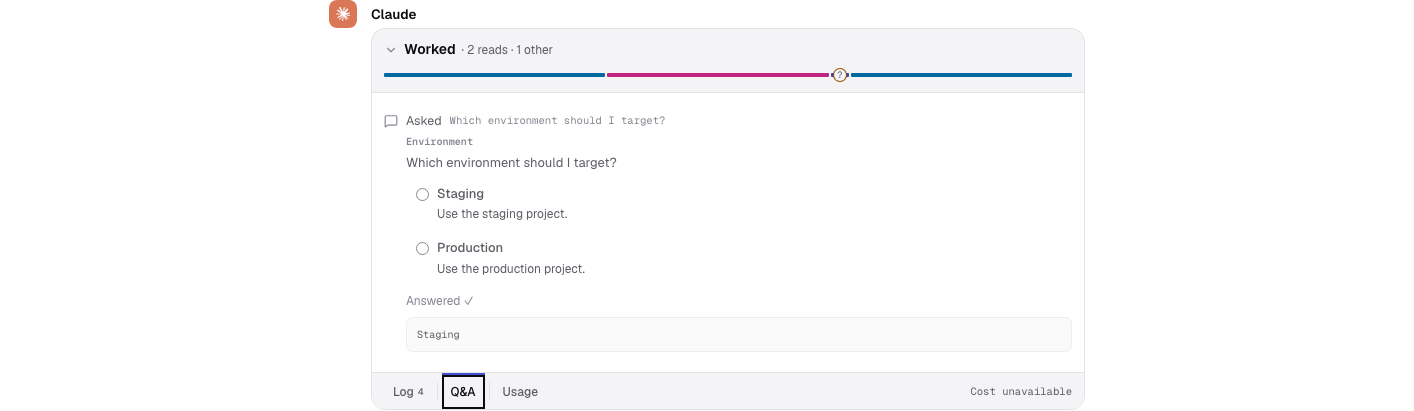 Claude
Worked · 2 reads · 1 other
?
Asked Which environment should I target?
Environment
Which environment should I target?
Staging
Use the staging project.
Production
Use the production project.
Answered ✓
Staging
Log 4 Q&A Usage Cost unavailable